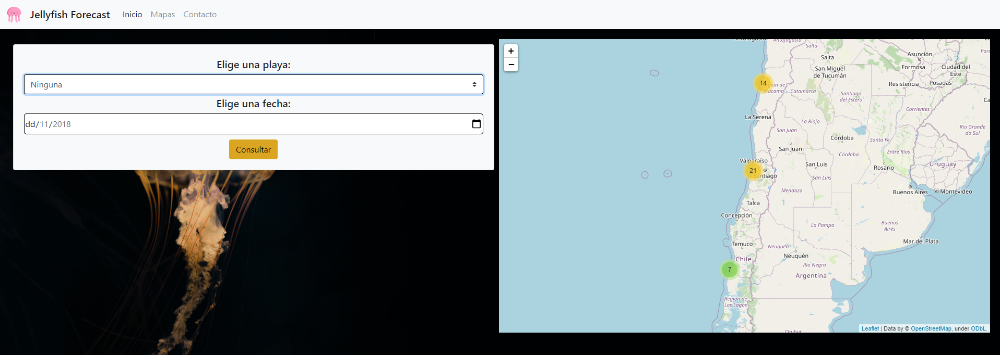 Jellyfish Forecast
Inicio
Mapas
Contacto
Elige una playa:
Ninguna
Elige una fecha:
dd/11/2018
Consultar
+
−
Antofagasta
Salta
Salta
San Miguel
de Tucumán
Asunción
Formosa
Ciudad del
Este
Resistencia
Posadas
14
Atacama
Catamarca
Santiago
del Estero
Corrientes
La Serena
La Rioja
San Juan
Córdoba
Santa Fe
Rio Grande
do Sul
San Juan
Córdoba
Entre Ríos
Valparaíso
21
Santiago
San Luis
San Luis
Rosario
Uruguay
Mendoza
Buenos Aires
Montevideo
Talca
Concepción
La Pampa
Buenos
Aires
Temuco
Neuquén
Mar del Plata
Chile
Neuquén
Río Negro
7
Argentina
Región de
Los Lagos
Chubut
Leaflet | Data by © OpenStreetMap, under ODbL.